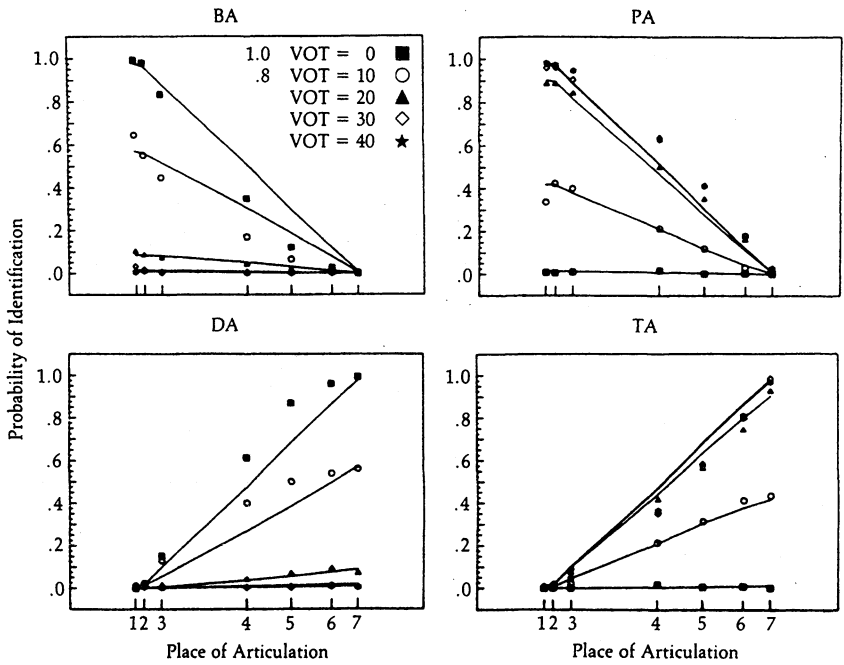 BA
1.0 1.0 VOT = 0
.8 .8 VOT = 10
VOT = 20
.6 VOT = 30
VOT = 40
.4
.2
.0
PA
1.0
.8
.6
.4
.2
.0
Probability of Identification
DA
1.0
.8
.6
.4
.2
.0
1 2 3 4 5 6 7
Place of Articulation
TA
1.0
.8
.6
.4
.2
.0
1 2 3 4 5 6 7
Place of Articulation